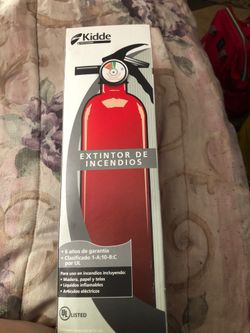 Kidde
EXTINTOR DE
INCENDIOS
• 6 años de garantía
• Clasificado 1-A:10-B:C
por UL
Para uso en incendios incluyendo:
• Madera, papel y telas
• Líquidos inflamables
• Artículos eléctricos
UL LISTED